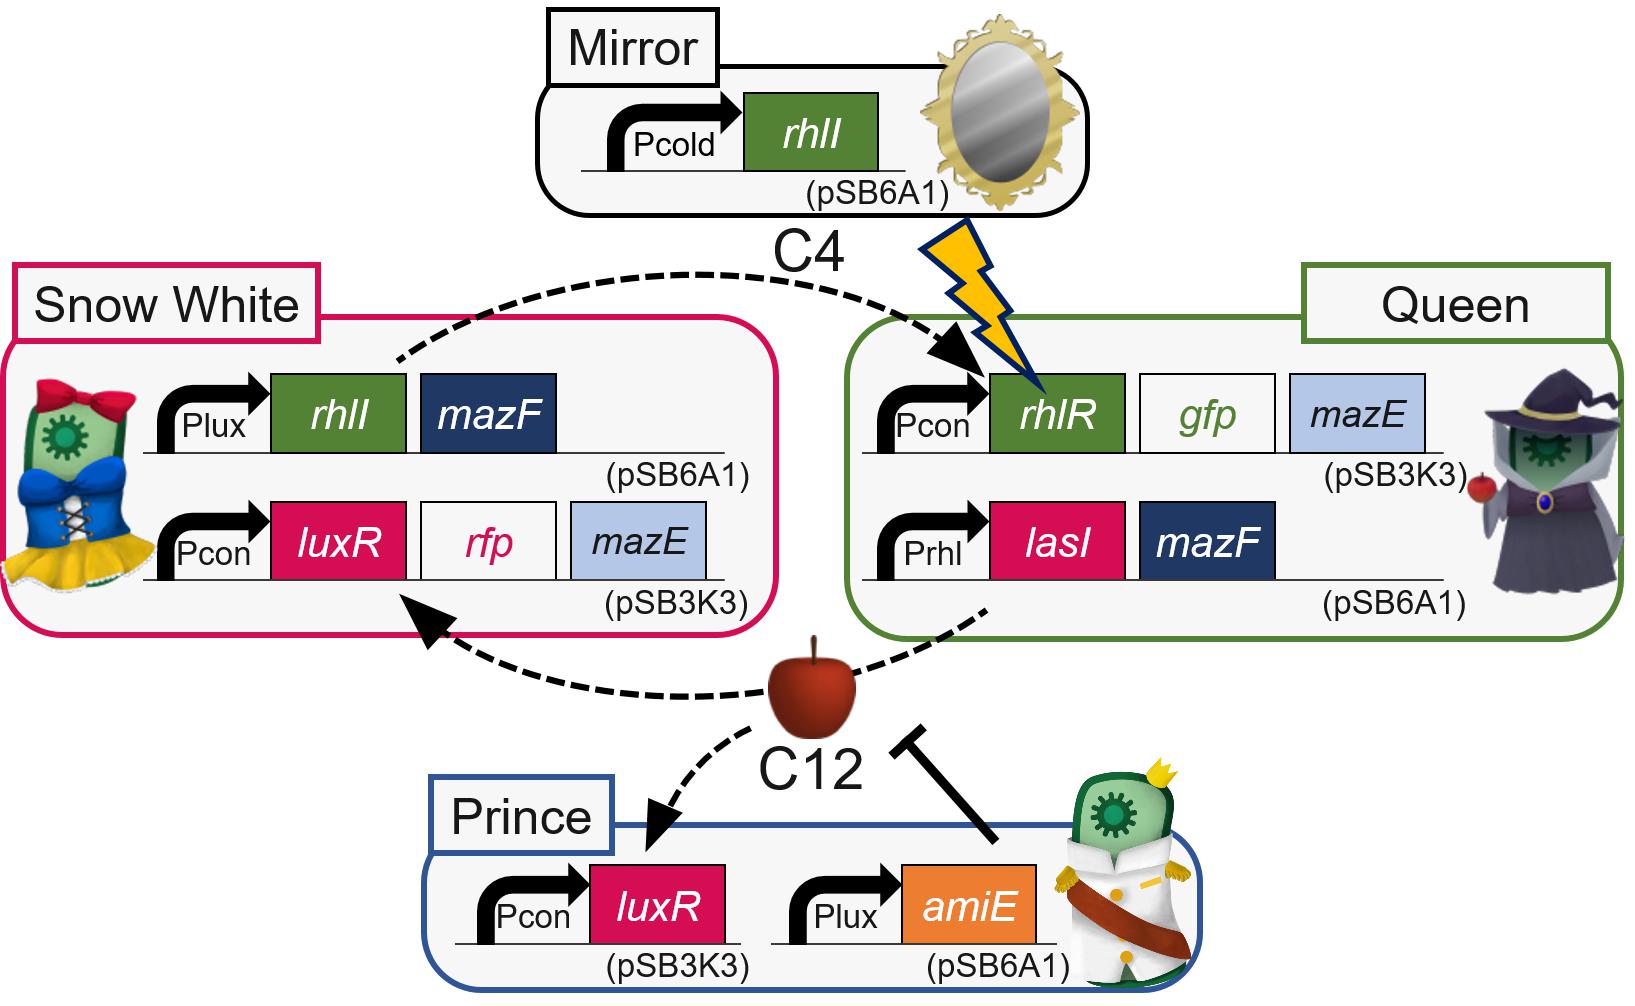 Mirror
Pcold rhlI
(pSB6A1)
C4
Snow White
Plux rhlI mazF
(pSB6A1)
Pcon luxR rfp mazE
(pSB3K3)
Queen
Pcon rhlR gfp mazE
(pSB3K3)
Prhl lasI mazF
(pSB6A1)
C12
Prince
Pcon luxR
(pSB3K3)
Plux amiE
(pSB6A1)